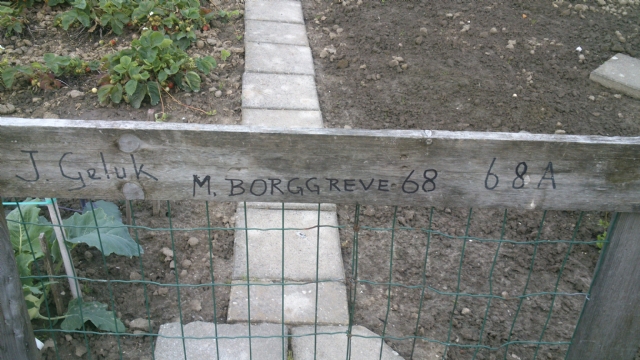 J. Geluk M. BORGGREVE-68 68A